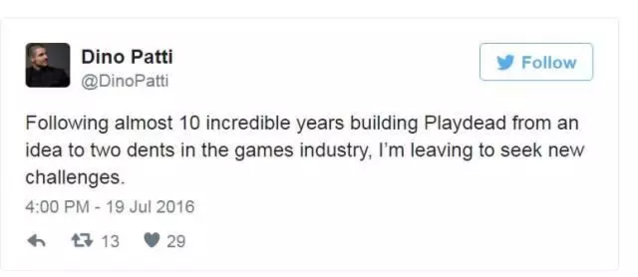 Dino Patti
@DinoPatti
Follow
Following almost 10 incredible years building Playdead from an
idea to two dents in the games industry, I'm leaving to seek new
challenges.
4:00 PM - 19 Jul 2016
13 29